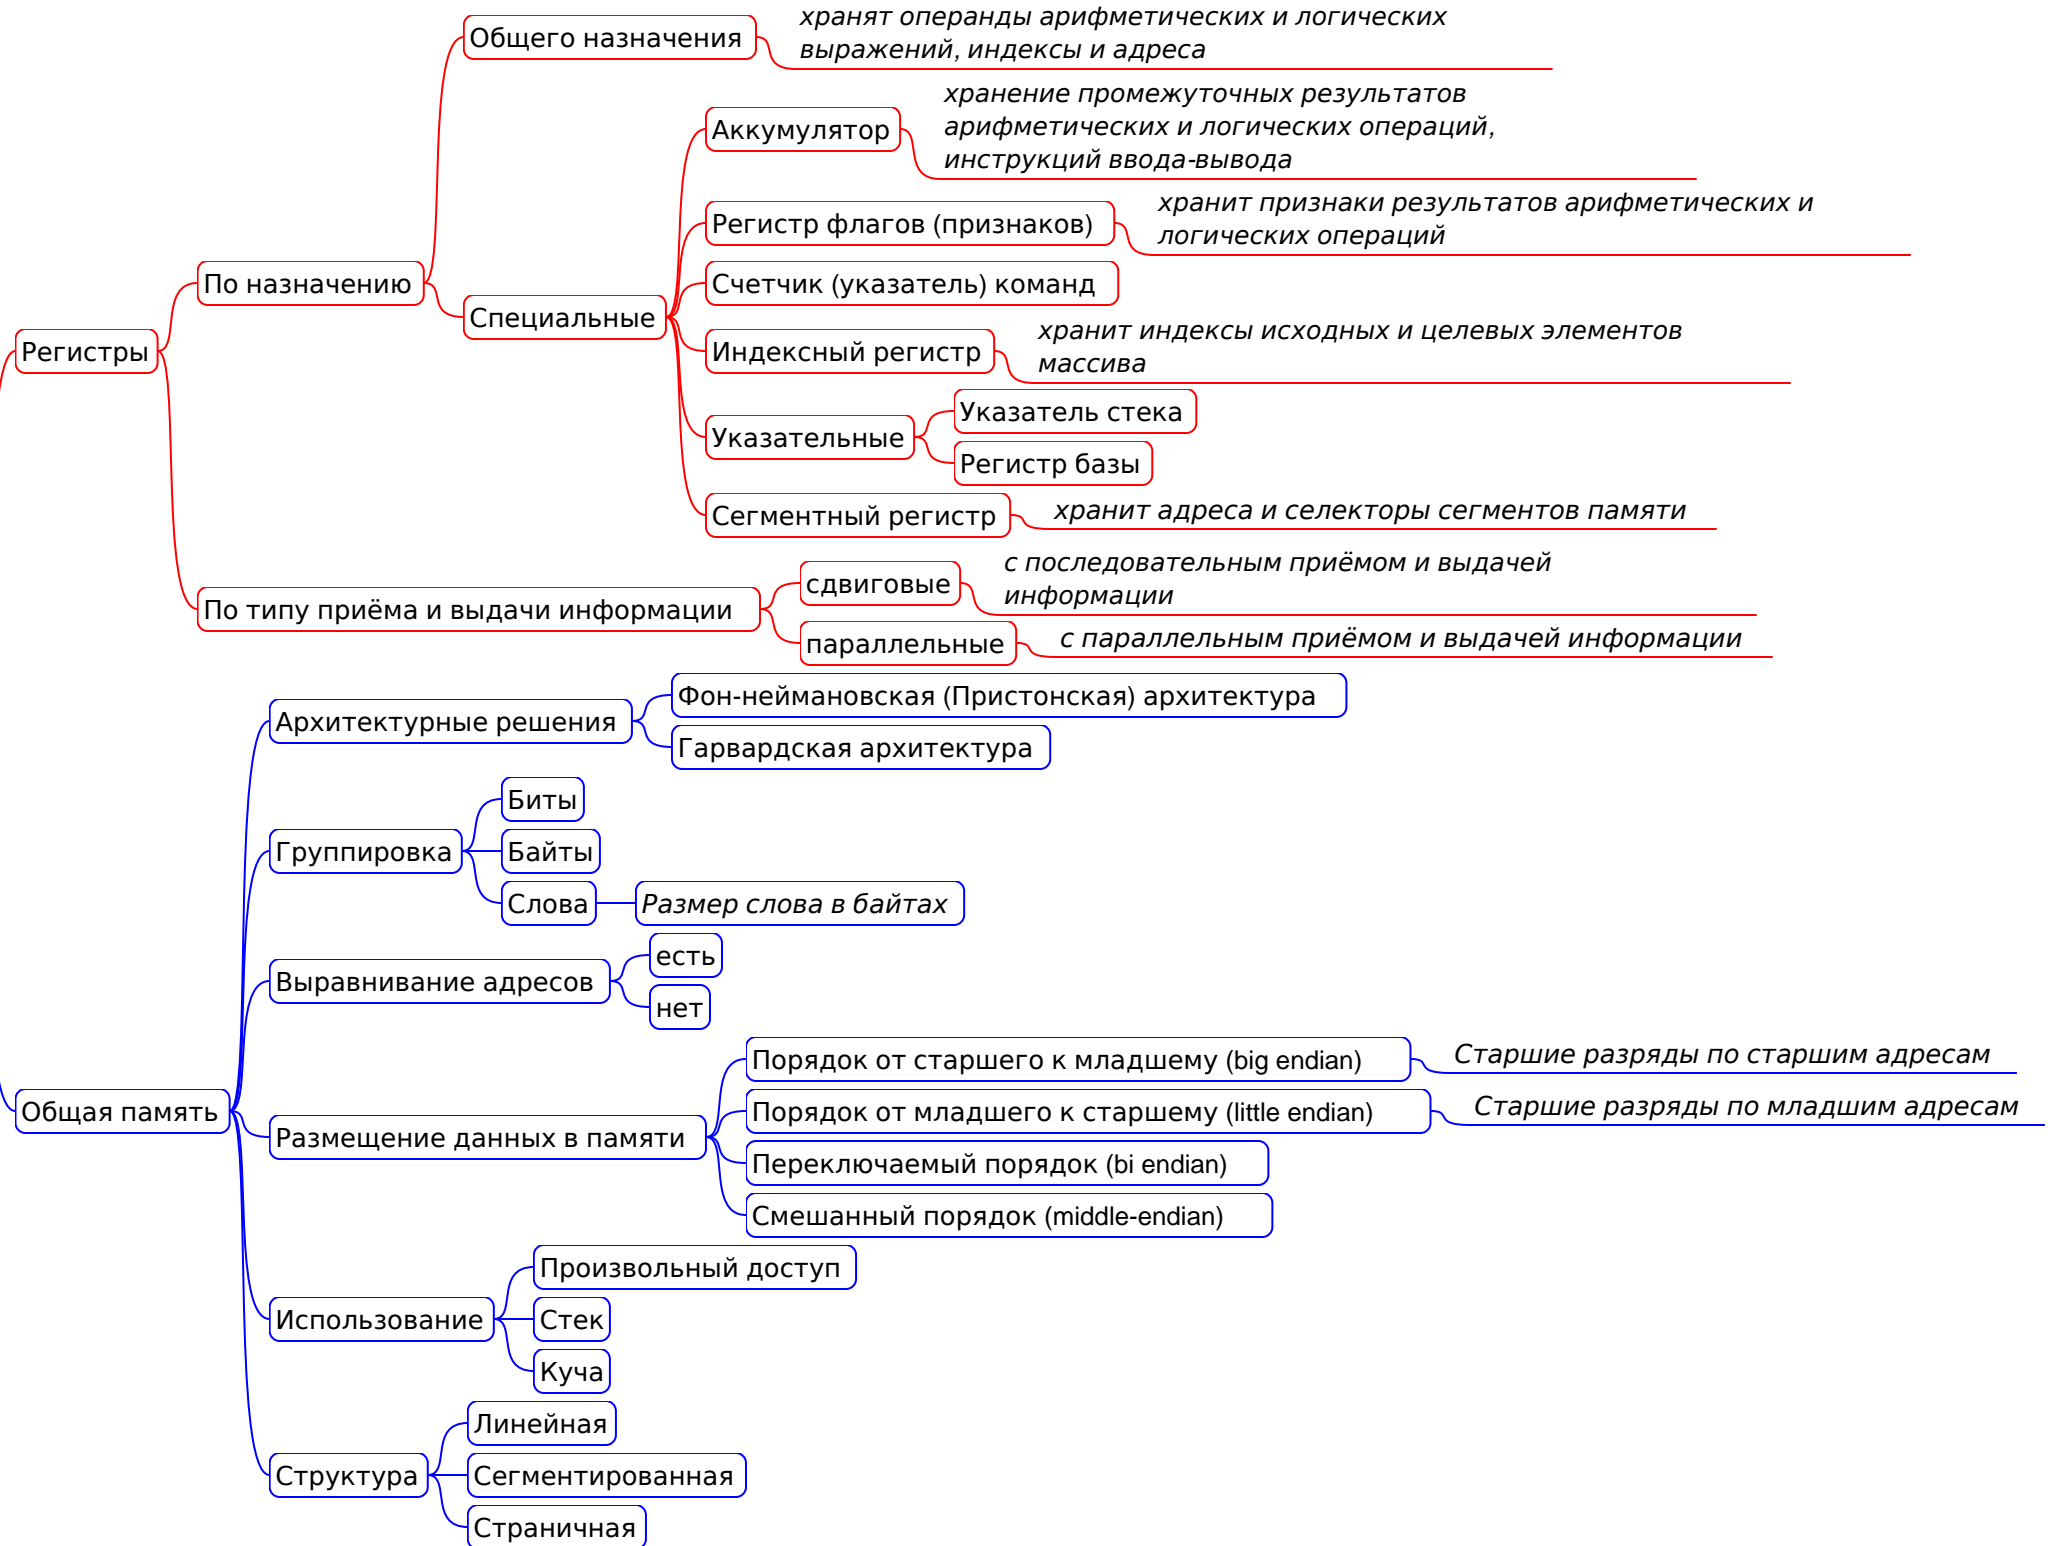 Общего назначения
хранят операнды арифметических и логических
выражений, индексы и адреса
Аккумулятор
хранение промежуточных результатов
арифметических и логических операций,
инструкций ввода-вывода
Регистр флагов (признаков)
хранит признаки результатов арифметических и
логических операций
По назначению
Счетчик (указатель) команд
Специальные
Регистры
Индексный регистр
хранит индексы исходных и целевых элементов
массива
Указательные
Указатель стека
Регистр базы
Сегментный регистр
хранит адреса и селекторы сегментов памяти
По типу приёма и выдачи информации
сдвиговые
с последовательным приёмом и выдачей
информации
параллельные
с параллельным приёмом и выдачей информации
Архитектурные решения
Фон-неймановская (Пристонская) архитектура
Гарвардская архитектура
Группировка
Биты
Байты
Слова
Размер слова в байтах
Выравнивание адресов
есть
нет
Общая память
Размещение данных в памяти
Порядок от старшего к младшему (big endian)
Старшие разряды по старшим адресам
Порядок от младшего к старшему (little endian)
Старшие разряды по младшим адресам
Переключаемый порядок (bi endian)
Смешанный порядок (middle-endian)
Использование
Произвольный доступ
Стек
Куча
Структура
Линейная
Сегментированная
Страничная